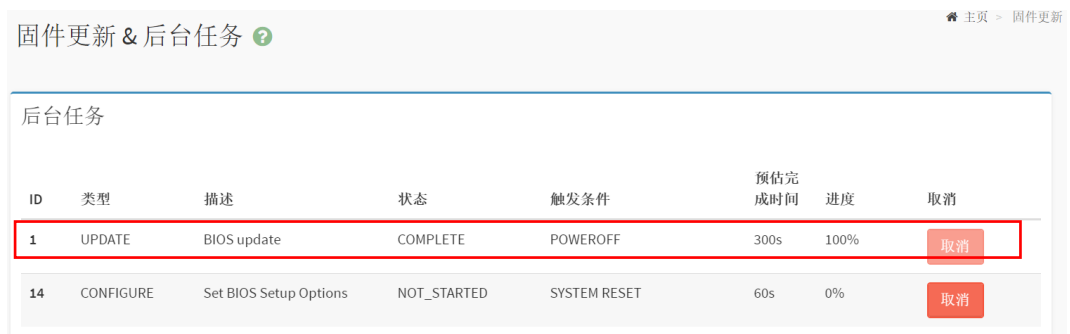 主页 > 固件更新
固件更新 & 后台任务 ?
后台任务
ID 类型 描述 状态 触发条件 预估完成时间 进度 取消
1 UPDATE BIOS update COMPLETE POWEROFF 300s 100% 取消
14 CONFIGURE Set BIOS Setup Options NOT_STARTED SYSTEM RESET 60s 0% 取消